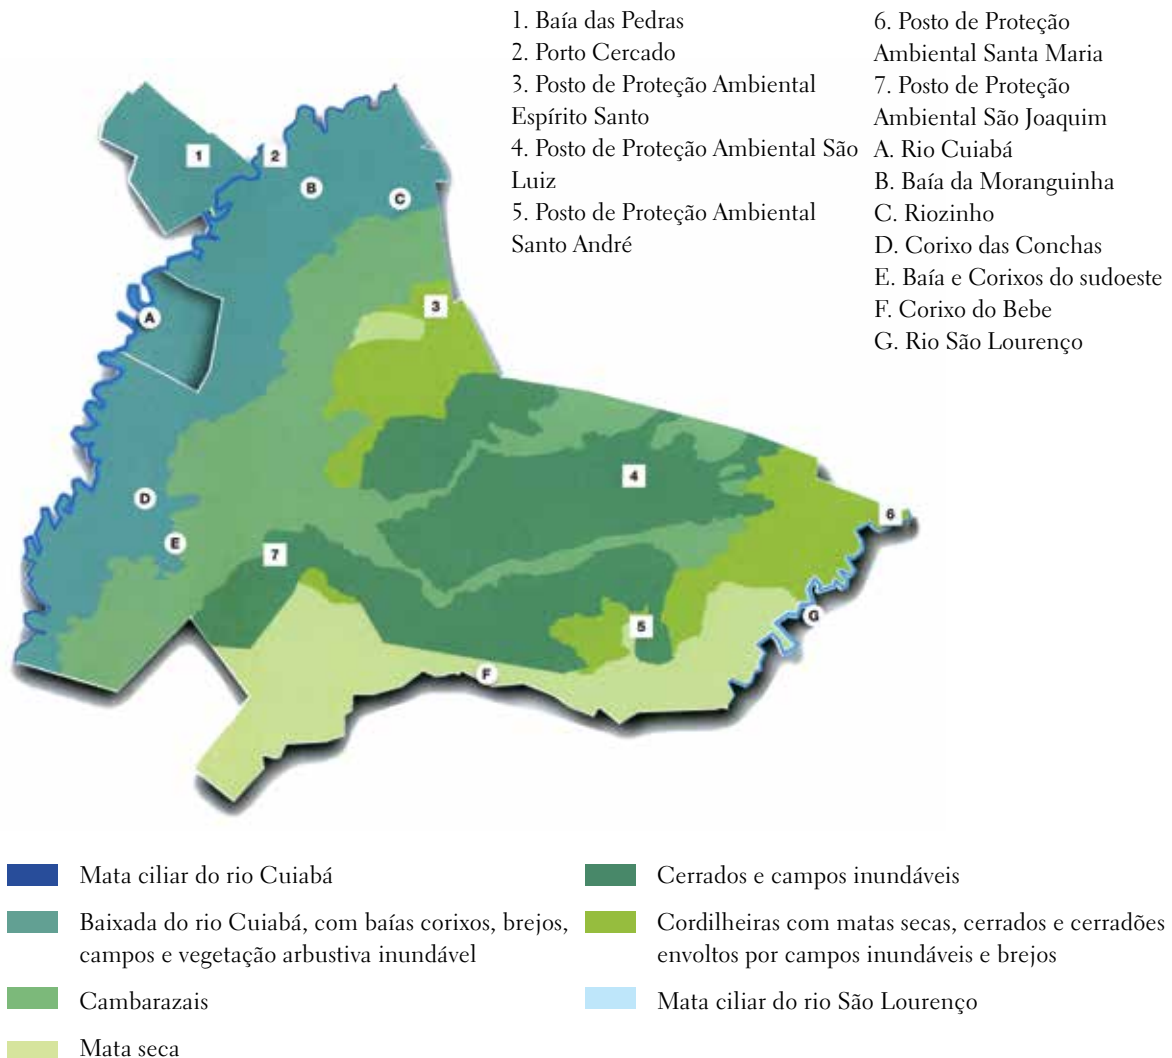 1. Baía das Pedras
2. Porto Cercado
3. Posto de Proteção Ambiental
Espírito Santo
4. Posto de Proteção Ambiental São
Luiz
5. Posto de Proteção Ambiental
Santo André
6. Posto de Proteção
Ambiental Santa Maria
7. Posto de Proteção
Ambiental São Joaquim
A. Rio Cuiabá
B. Baía da Moranguinha
C. Riozinho
D. Corixo das Conchas
E. Baía e Corixos do sudoeste
F. Corixo do Bebe
G. Rio São Lourenço
1
2
B
C
3
A
4
D
6
E
7
G
5
F
Mata ciliar do rio Cuiabá
Baixada do rio Cuiabá, com baías corixos, brejos,
campos e vegetação arbustiva inundável
Cambarazais
Mata seca
Cerrados e campos inundáveis
Cordilheiras com matas secas, cerrados e cerradões
envoltos por campos inundáveis e brejos
Mata ciliar do rio São Lourenço